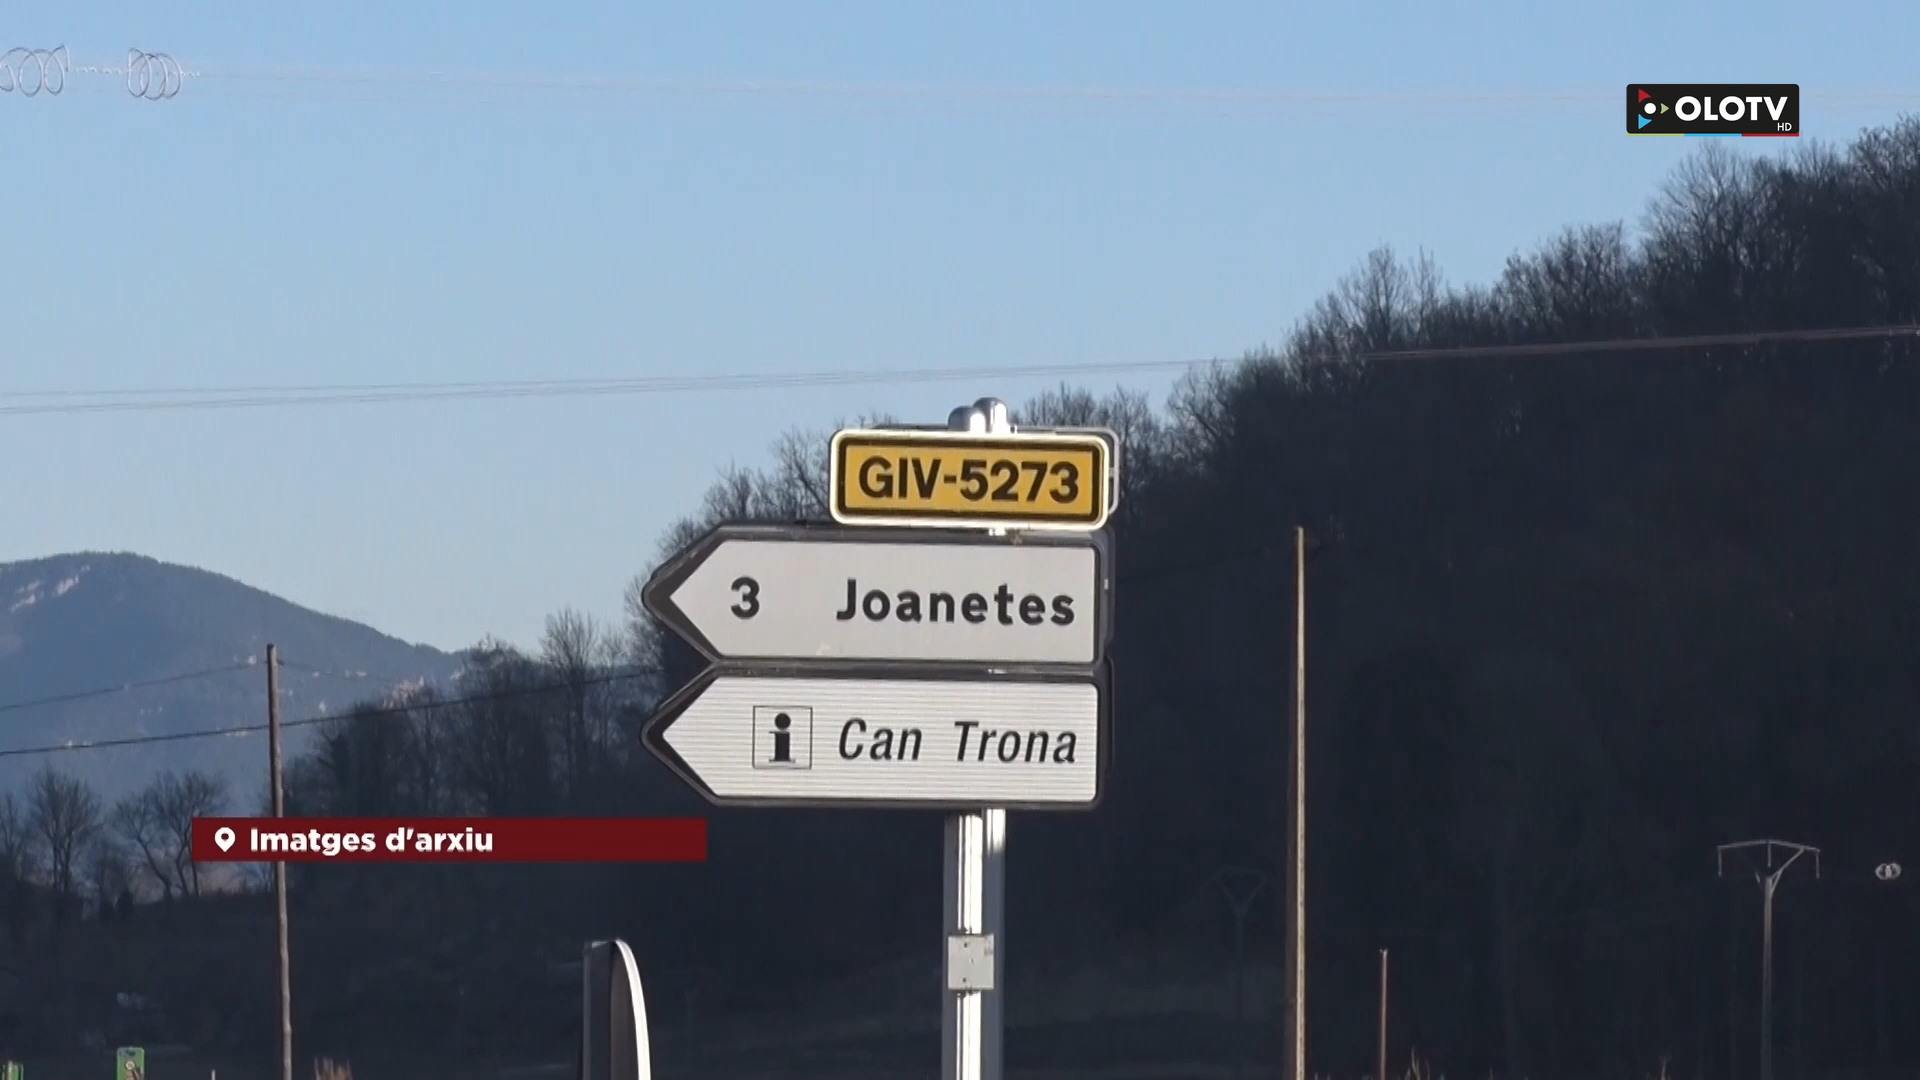 OLOTV
HD
GIV-5273
3 Joanetes
i Can Trona
Imatges d'arxiu